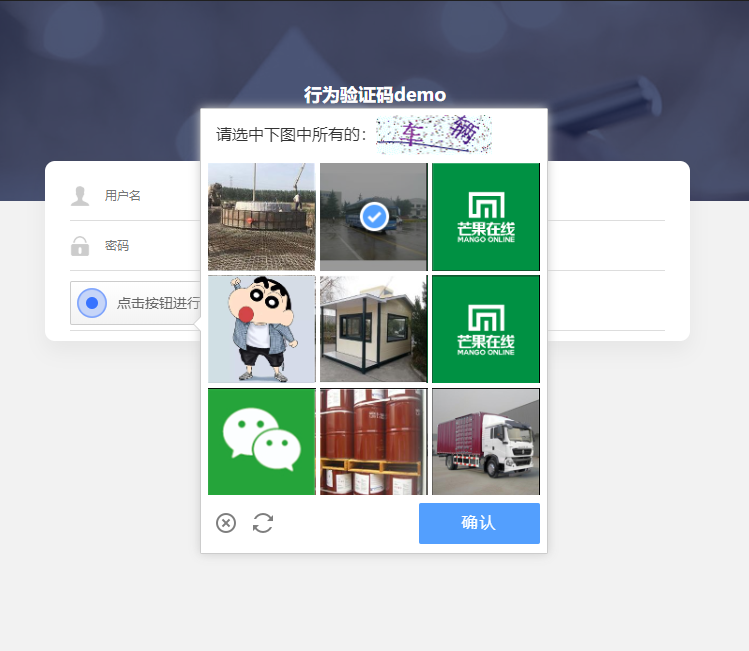 行为验证码demo
请选中下图中所有的：
车辆
用户名
密码
点击按钮进行
芒果在线
MANGO ONLINE
芒果在线
MANGO ONLINE
确认